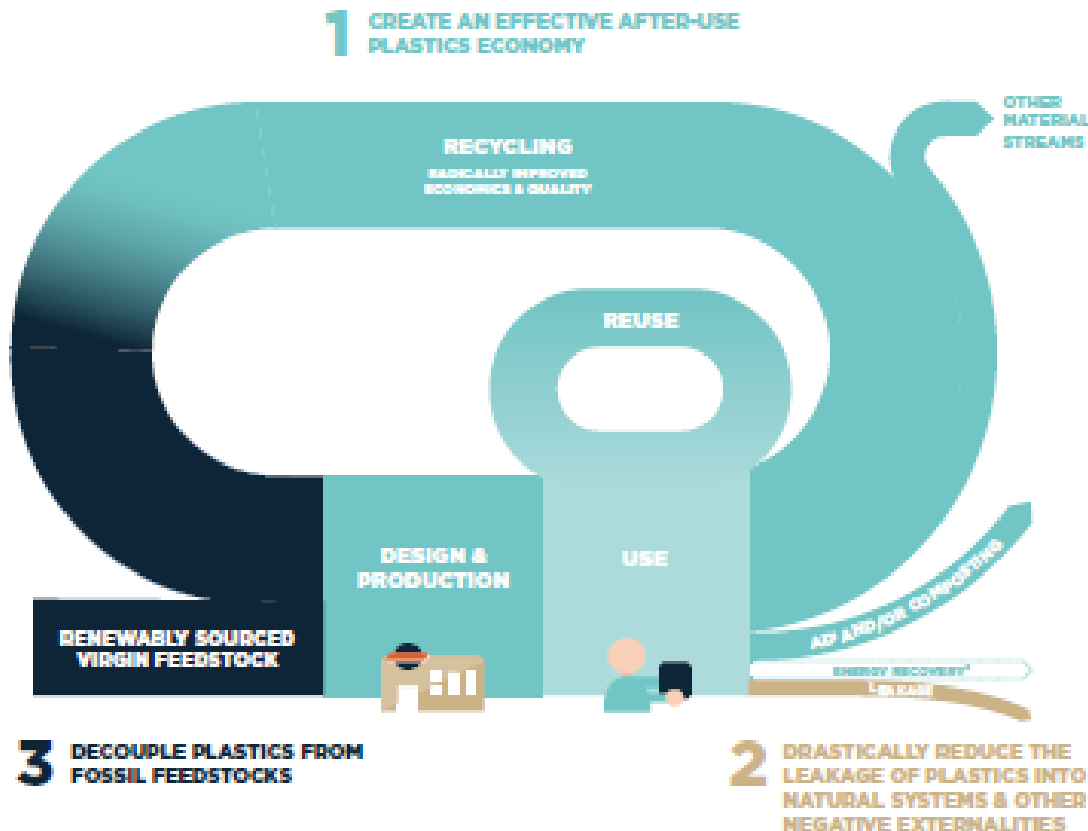 1 CREATE AN EFFECTIVE AFTER-USE
PLASTICS ECONOMY
OTHER
MATERIAL
STREAMS
RECYCLING
RADICALLY IMPROVED
ECONOMICS & QUALITY
REUSE
DESIGN &
PRODUCTION
USE
RENEWABLY SOURCED
VIRGIN FEEDSTOCK
AND/OR COMPOSTING
ENERGY RECOVERY
LEAKAGE
3 DECOUPLE PLASTICS FROM
FOSSIL FEEDSTOCKS
2 DRASTICALLY REDUCE THE
LEAKAGE OF PLASTICS INTO
NATURAL SYSTEMS & OTHER
NEGATIVE EXTERNALITIES